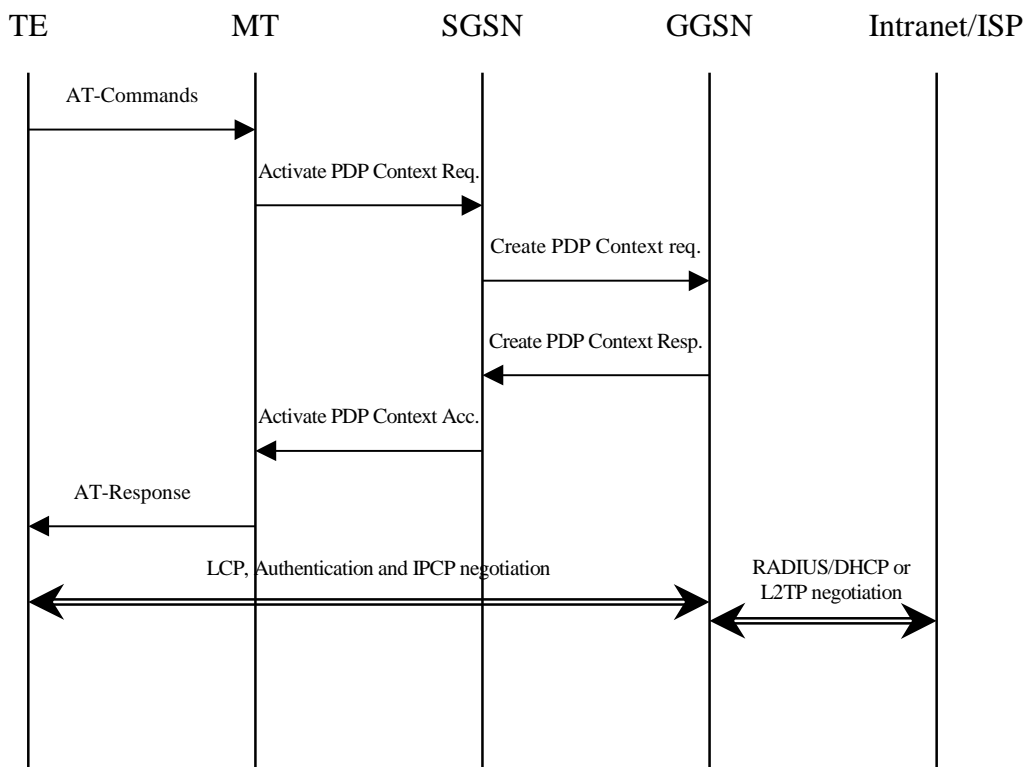 TE
MT
SGSN
GGSN
Intranet/ISP
AT-Commands
Activate PDP Context Req.
Create PDP Context req.
Create PDP Context Resp.
Activate PDP Context Acc.
AT-Response
LCP, Authentication and IPCP negotiation
RADIUS/DHCP or
L2TP negotiation